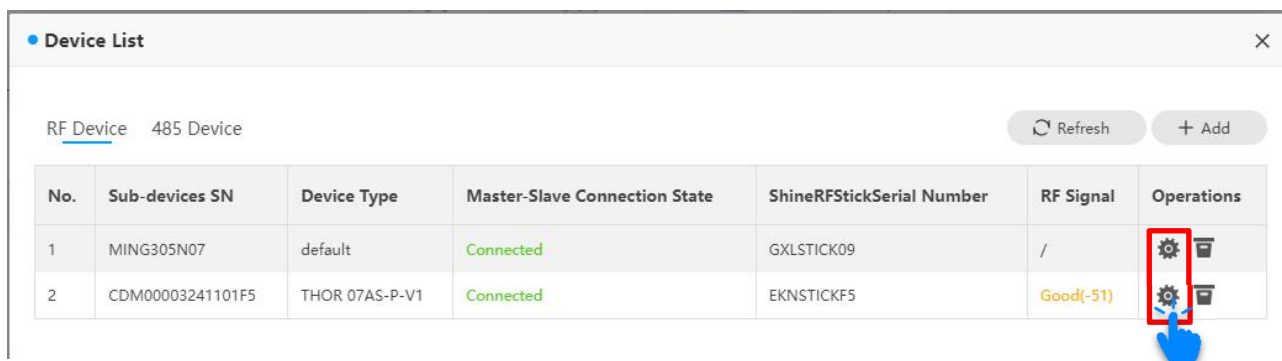 Device List
RF Device 485 Device Refresh + Add
No. Sub-devices SN Device Type Master-Slave Connection State ShineRFStickSerial Number RF Signal Operations
1 MING305N07 default Connected GXLSTICK09 /
2 CDM00003241101F5 THOR 07AS-P-V1 Connected EKNSTICKF5 Good(-51)